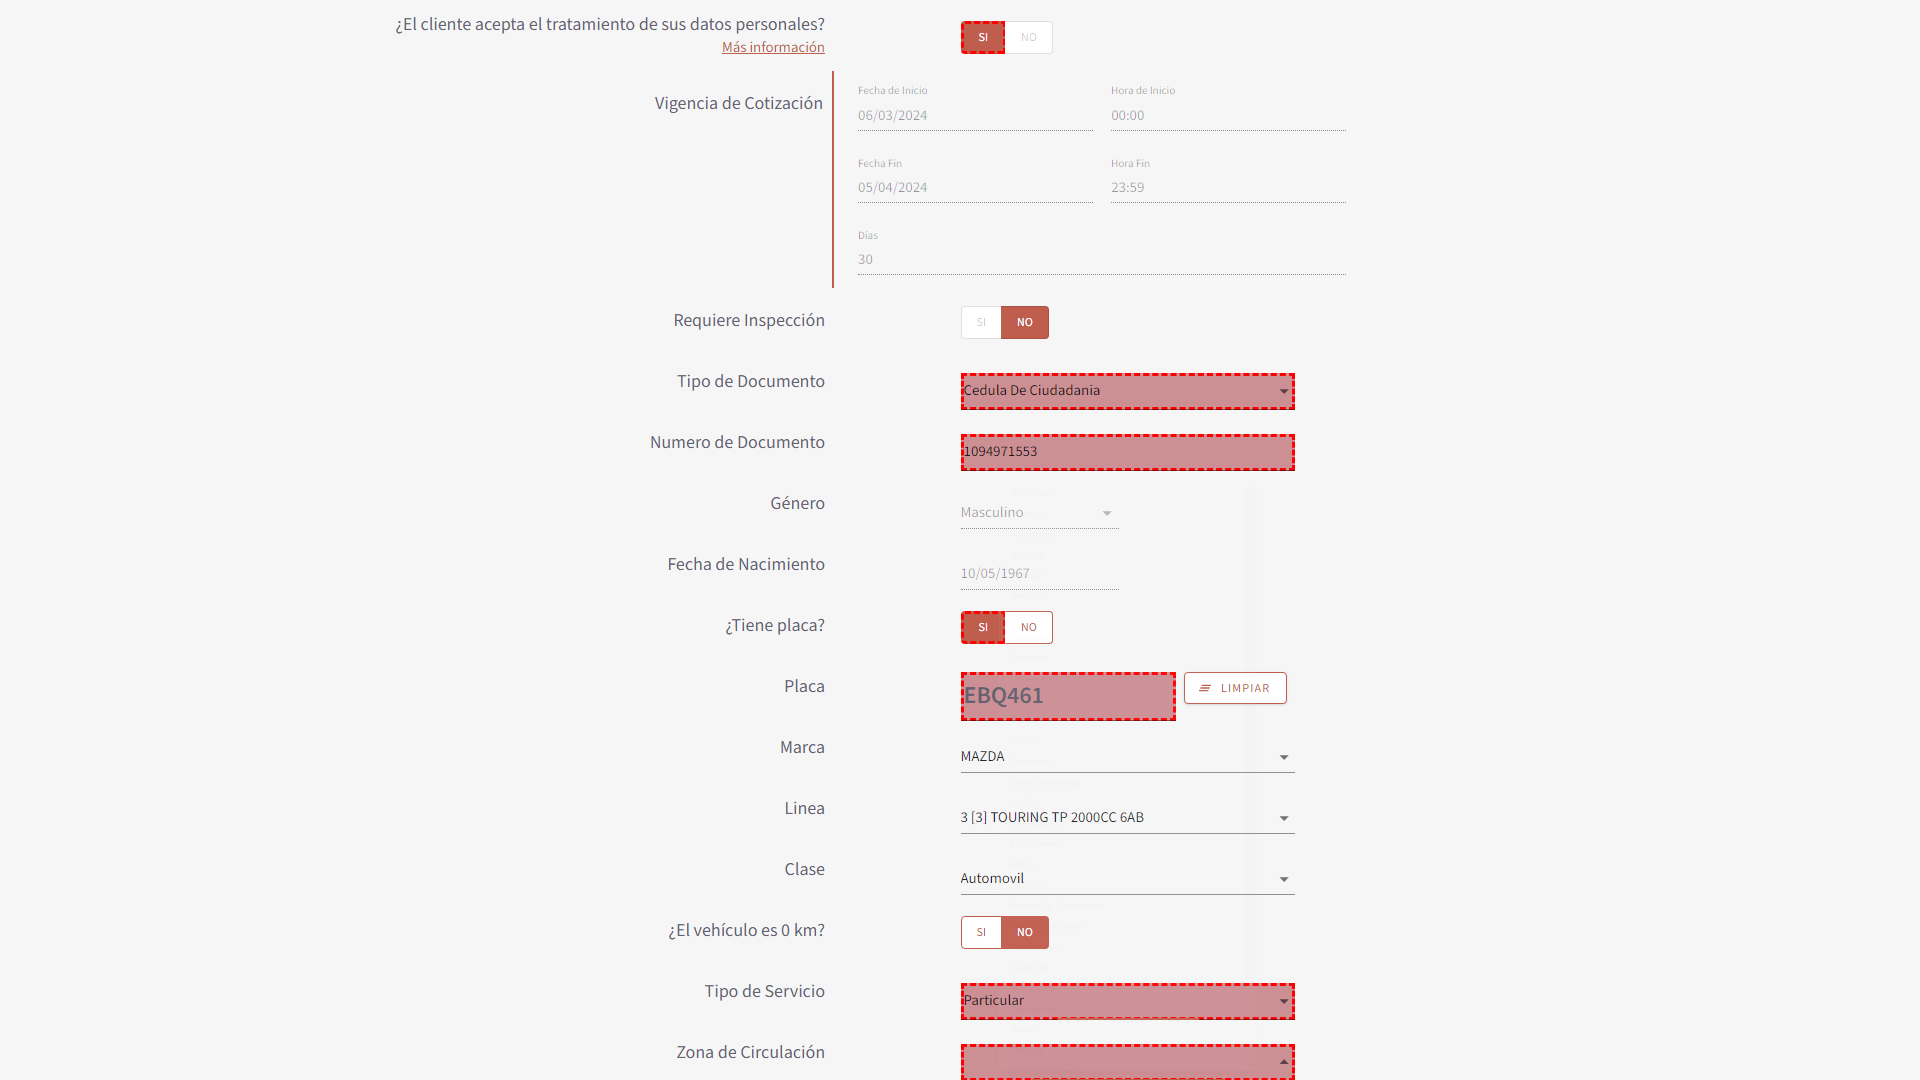 ¿El cliente acepta el tratamiento de sus datos personales?
Más información
SI NO
Vigencia de Cotización
Fecha de Inicio
06/03/2024
Hora de Inicio
00:00
Fecha Fin
05/04/2024
Hora Fin
23:59
Días
30
Requiere Inspección
SI NO
Tipo de Documento
Cedula De Ciudadania
Numero de Documento
1094971553
Género
Masculino
Fecha de Nacimiento
10/05/1967
¿Tiene placa?
SI NO
Placa
EBQ461
LIMPIAR
Marca
MAZDA
Linea
3 [3] TOURING TP 2000CC 6AB
Clase
Automovil
¿El vehículo es 0 km?
SI NO
Tipo de Servicio
Particular
Zona de Circulación